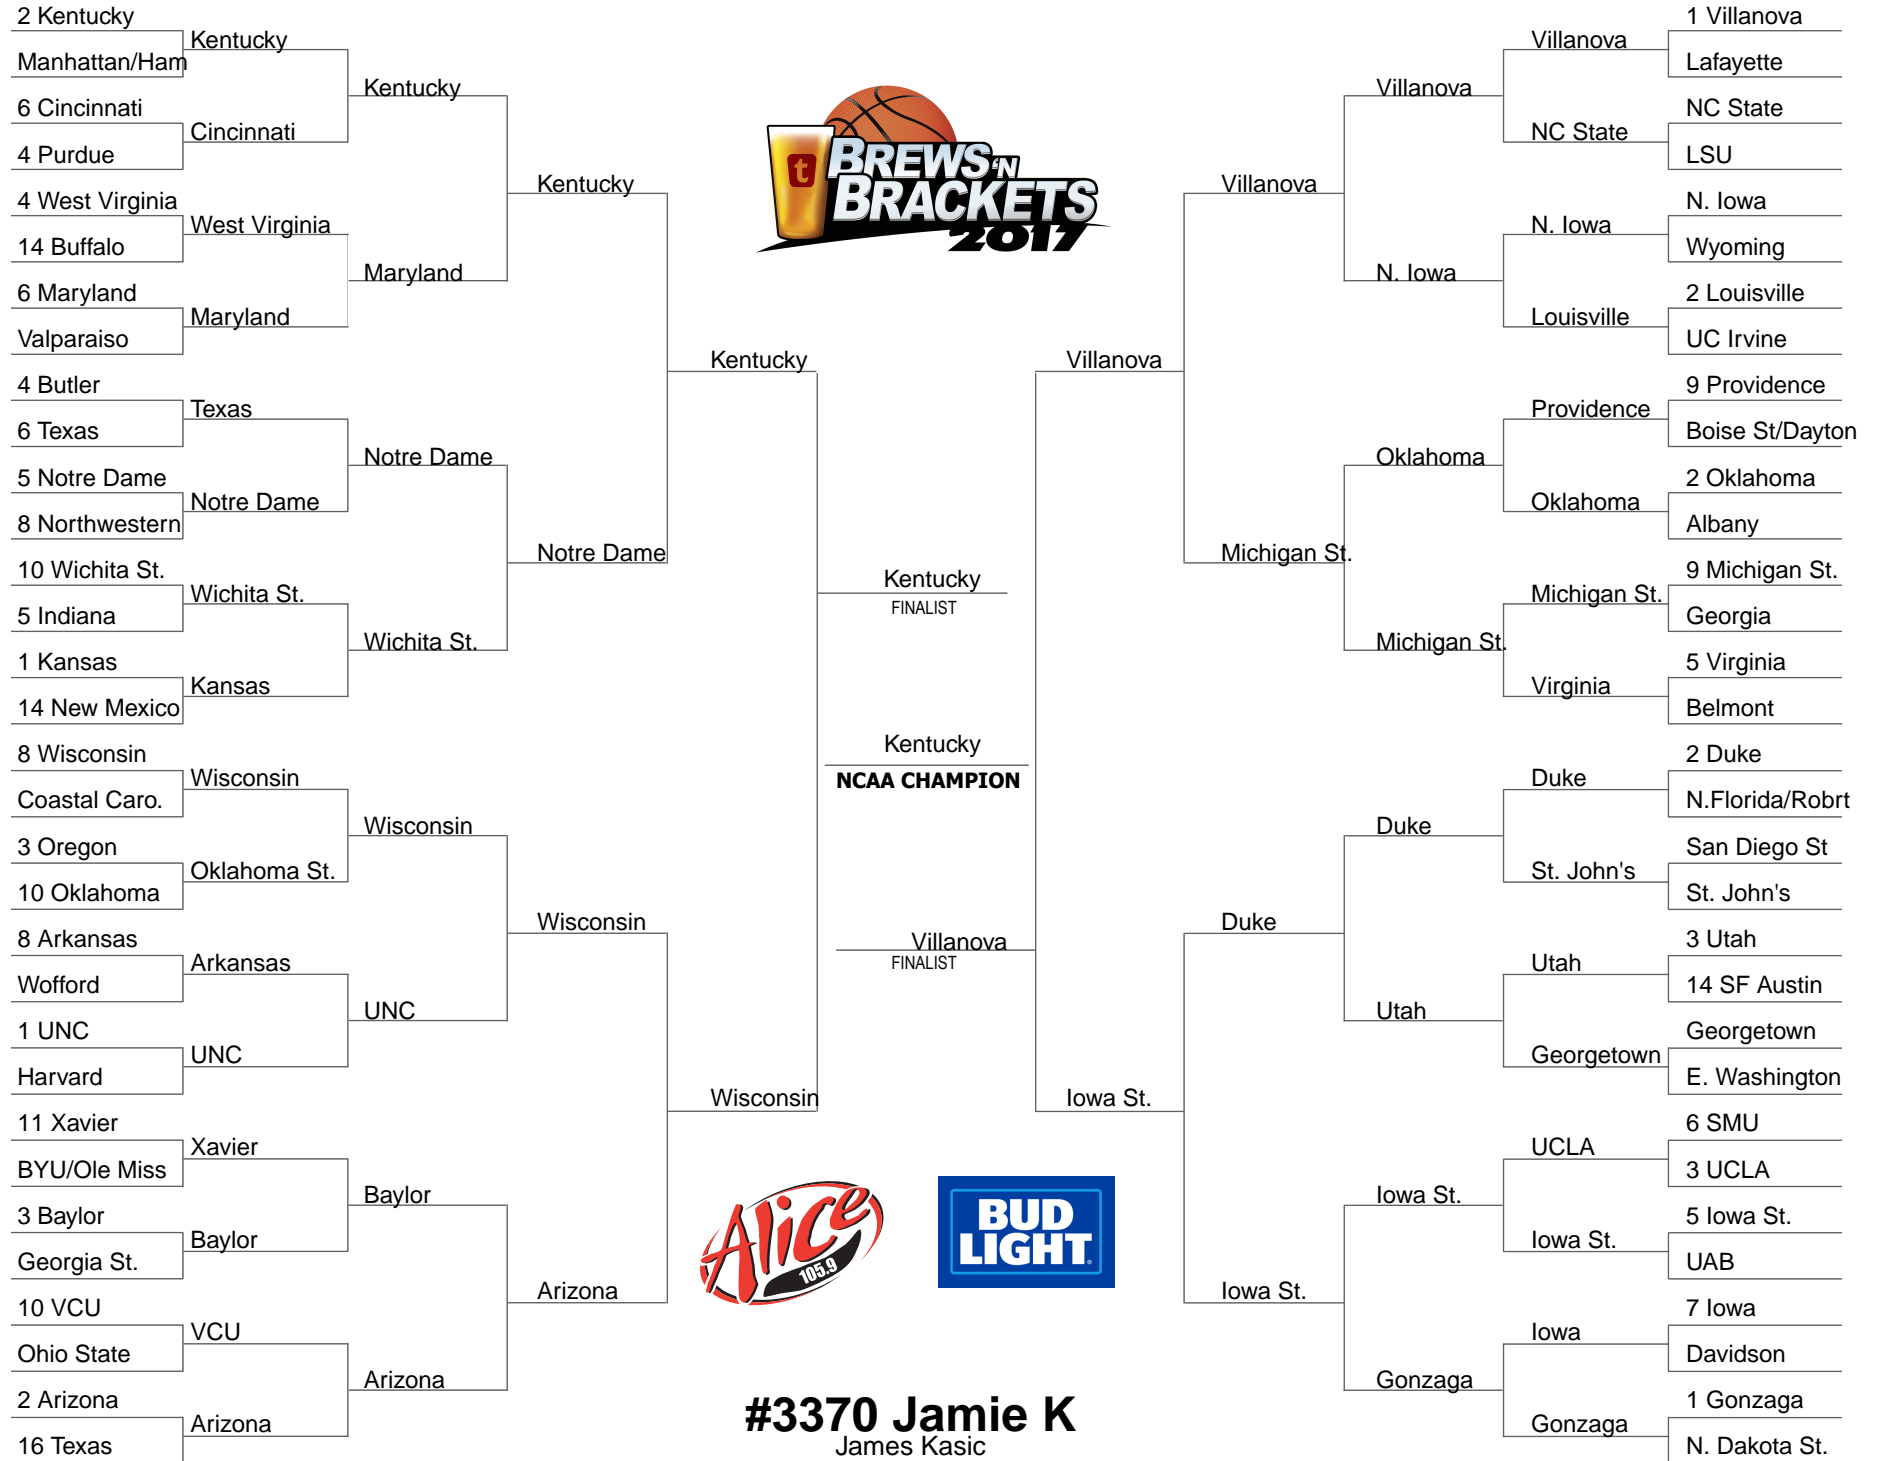 2 Kentucky
Manhattan/Ham
6 Cincinnati
4 Purdue
4 West Virginia
14 Buffalo
6 Maryland
Valparaiso
4 Butler
6 Texas
5 Notre Dame
8 Northwestern
10 Wichita St.
5 Indiana
1 Kansas
14 New Mexico
8 Wisconsin
Coastal Caro.
3 Oregon
10 Oklahoma
8 Arkansas
Wofford
1 UNC
Harvard
11 Xavier
BYU/Ole Miss
3 Baylor
Georgia St.
10 VCU
Ohio State
2 Arizona
16 Texas
Kentucky
Cincinnati
West Virginia
Maryland
Texas
Notre Dame
Wichita St.
Kansas
Wisconsin
Oklahoma St.
Arkansas
UNC
Xavier
Baylor
VCU
Arizona
Kentucky
Maryland
Notre Dame
Wichita St.
Wisconsin
UNC
Baylor
Arizona
Kentucky
Notre Dame
Wisconsin
Arizona
Kentucky
Wisconsin
t
BREWS 'N
BRACKETS
2017
Kentucky
FINALIST
Kentucky
NCAA CHAMPION
Villanova
FINALIST
Alice
105.9
BUD
LIGHT
#3370 Jamie K
James Kasic
Villanova
Iowa St.
Villanova
Michigan St.
Duke
Iowa St.
Villanova
N. Iowa
Oklahoma
Michigan St.
Duke
Utah
Iowa St.
Gonzaga
Villanova
NC State
N. Iowa
Louisville
Providence
Oklahoma
Michigan St.
Virginia
Duke
St. John's
Utah
Georgetown
UCLA
Iowa St.
Iowa
Gonzaga
1 Villanova
Lafayette
NC State
LSU
N. Iowa
Wyoming
2 Louisville
UC Irvine
9 Providence
Boise St/Dayton
2 Oklahoma
Albany
9 Michigan St.
Georgia
5 Virginia
Belmont
2 Duke
N.Florida/Robrt
San Diego St
St. John's
3 Utah
14 SF Austin
Georgetown
E. Washington
6 SMU
3 UCLA
5 Iowa St.
UAB
7 Iowa
Davidson
1 Gonzaga
N. Dakota St.